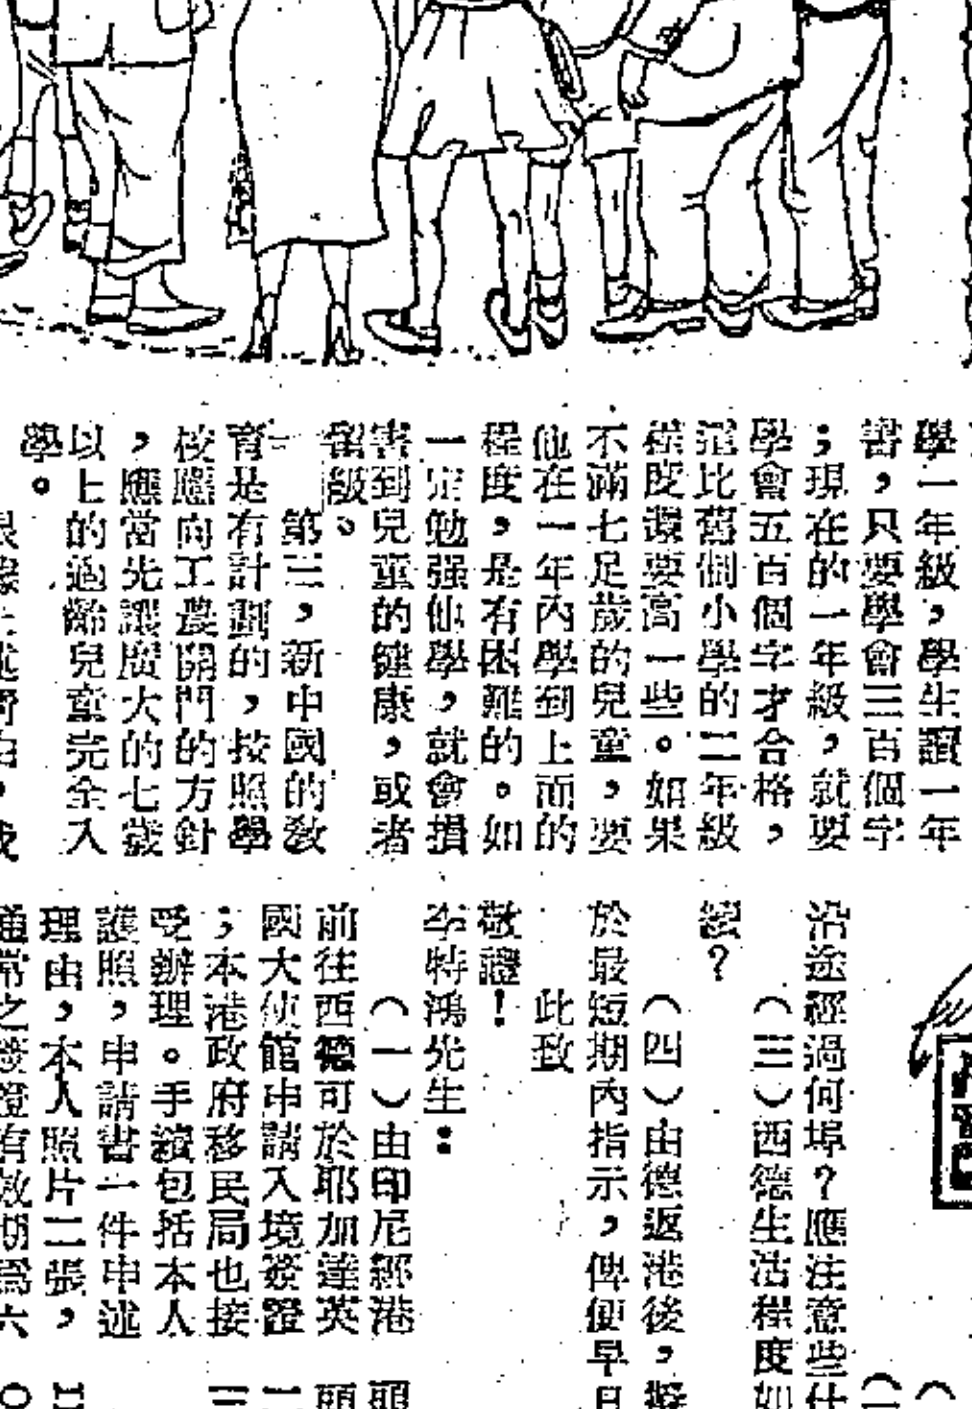 學一年級，學生讀一年
書，只要學會三百個字
；現在的一年級，就要
學會五百個字才合格，
這比舊制小學的二年級
程度還要高一些。如果
不滿七足歲的兒童，要
他在一年內學到上面的
程度，是有困難的。如
一定勉强他學，就會損
害到兒童的健康，或者
留級。
第三，新中國的教
育是有計劃的，按照學
校應向工農開門的方針
，應當先讓廣大的七歲
以上的適齡兒童完全入
學。
沿途經過何埠？應注意些什
（三）西德生活程度如
（四）由德返港後，擬
於最短期內指示，俾便早日
此致
敬禮！
李特鴻先生：
（一）由印尼經港
前往西德可於耶加達英
國大使館申請入境簽證
；本港政府移民局也接
受辦理。手續包括本人
護照，申請書一件申述
理由，本人照片二張，
通常之簽證有效期爲六